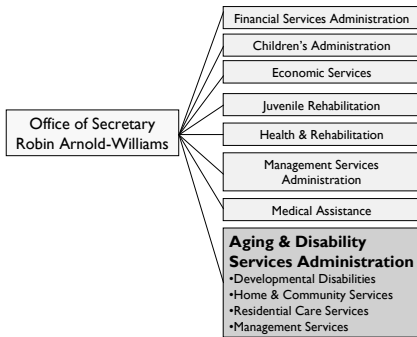 Financial Services Administration
Children's Administration
Economic Services
Juvenile Rehabilitation
Office of Secretary
Robin Arnold-Williams
Health & Rehabilitation
Management Services
Administration
Medical Assistance
Aging & Disability
Services Administration
•Developmental Disabilities
•Home & Community Services
•Residential Care Services
•Management Services